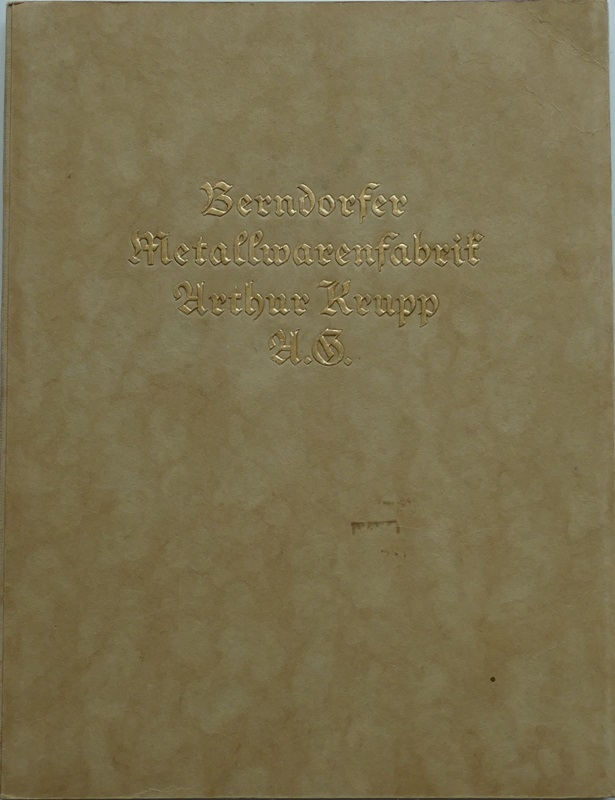 Berndorfer
Metallwarenfabrik
Arthur Krupp
A.G.